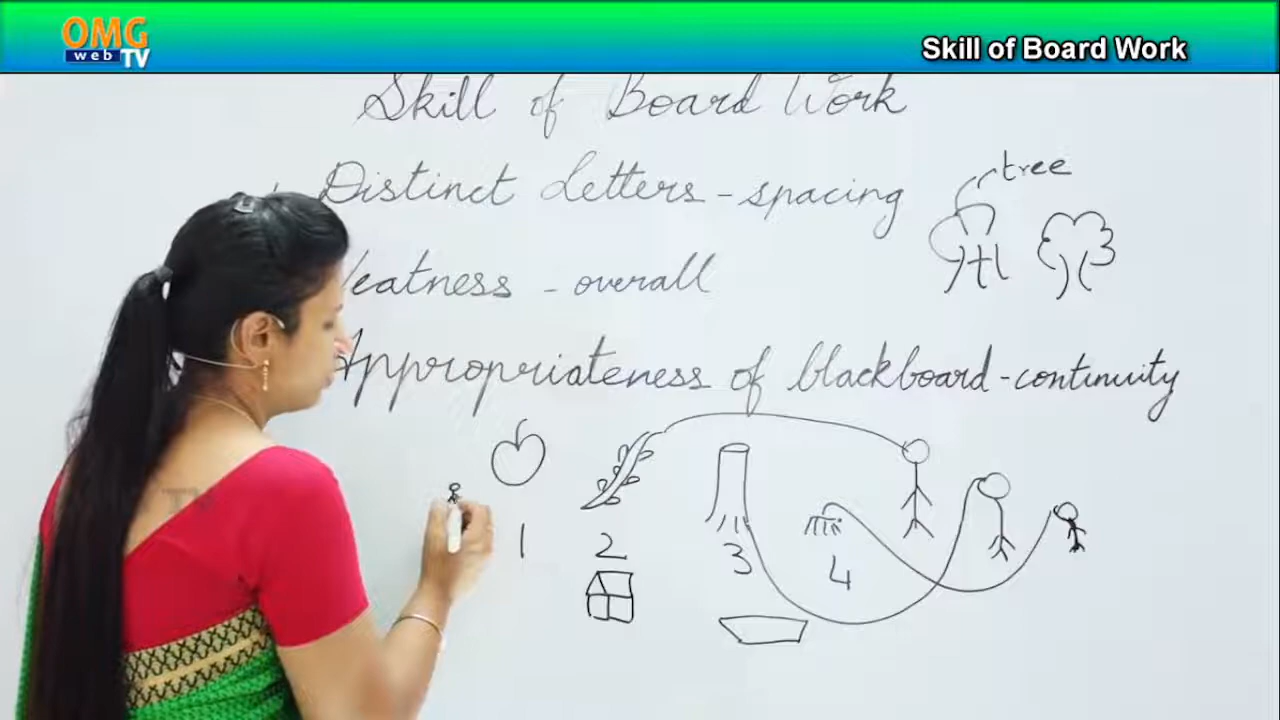 OMG
web TV
Skill of Board Work
Skill of Board Work
tree
Distinct Letters - spacing
Neatness - overall
Appropriateness of blackboard - continuity
1 2 3 4